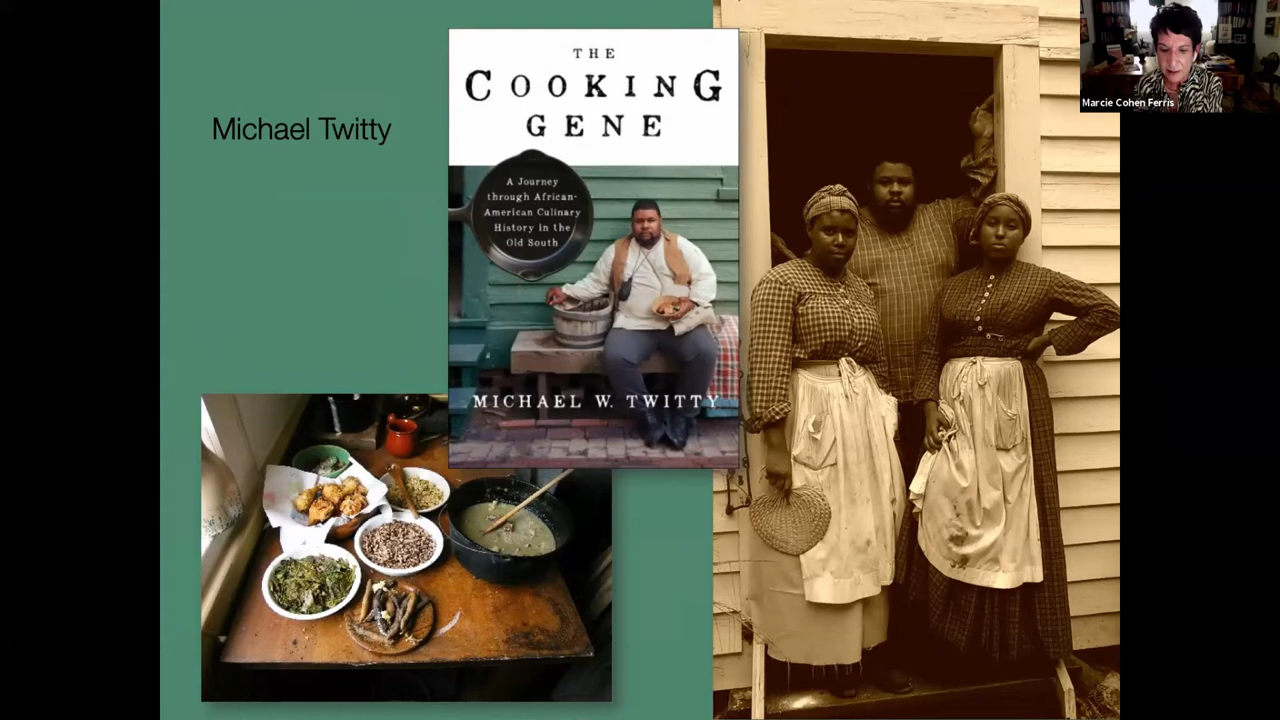 Michael Twitty
THE
COOKING
GENE
A Journey
through African-
American Culinary
History in the
Old South
MICHAEL W. TWITTY
Marcie Cohen Ferris